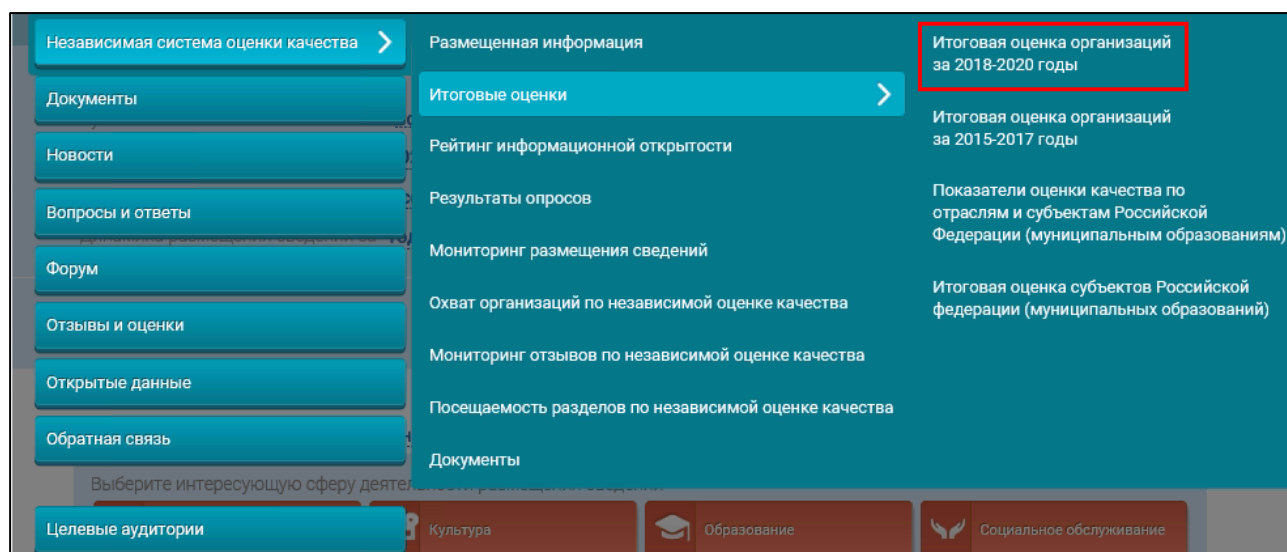 Независимая система оценки качества
Документы
Новости
Вопросы и ответы
Форум
Отзывы и оценки
Открытые данные
Обратная связь
Целевые аудитории
Размещенная информация
Итоговые оценки
Рейтинг информационной открытости
Результаты опросов
Мониторинг размещения сведений
Охват организаций по независимой оценке качества
Мониторинг отзывов по независимой оценке качества
Посещаемость разделов по независимой оценке качества
Документы
Итоговая оценка организаций
за 2018-2020 годы
Итоговая оценка организаций
за 2015-2017 годы
Показатели оценки качества по
отраслям и субъектам Российской
Федерации (муниципальным образованиям)
Итоговая оценка субъектов Российской
федерации (муниципальных образований)
Выберите интересующую сферу
Культура
Образование
Социальное обслуживание